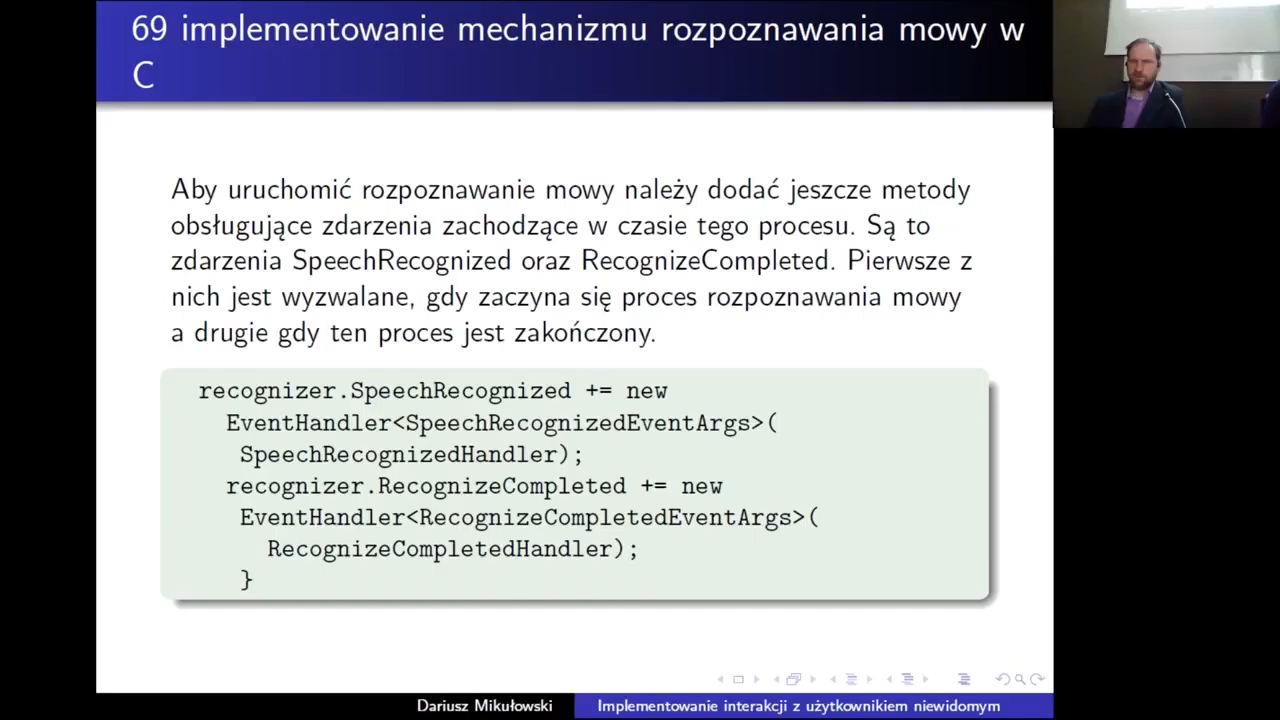 69 implementowanie mechanizmu rozpoznawania mowy w
C
Aby uruchomić rozpoznawanie mowy należy dodać jeszcze metody
obsługujące zdarzenia zachodzące w czasie tego procesu. Są to
zdarzenia SpeechRecognized oraz RecognizeCompleted. Pierwsze z
nich jest wyzwalane, gdy zaczyna się proces rozpoznawania mowy
a drugie gdy ten proces jest zakończony.
recognizer.SpeechRecognized += new
EventHandler<SpeechRecognizedEventArgs>(
SpeechRecognizedHandler);
recognizer.RecognizeCompleted += new
EventHandler<RecognizeCompletedEventArgs>(
RecognizeCompletedHandler);
}
Dariusz Mikułowski
Implementowanie interakcji z użytkownikiem niewidomym